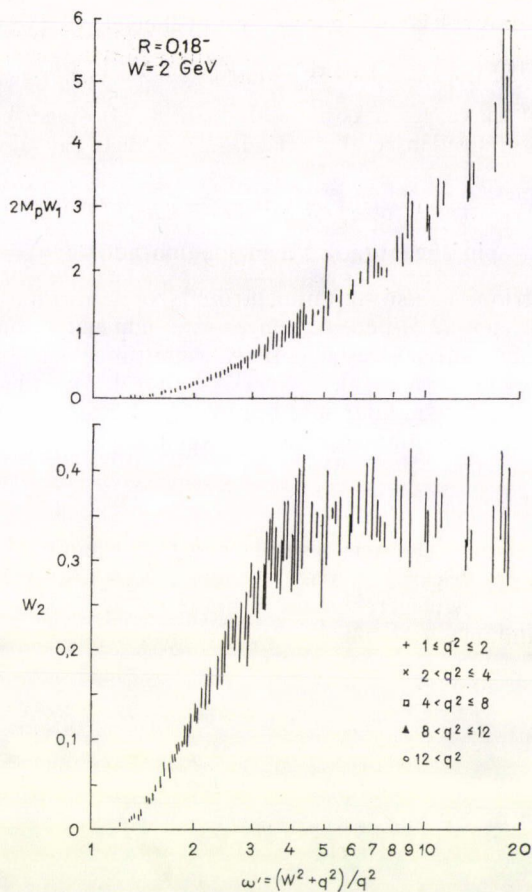 6
R = 0,18-
W = 2 GeV
5
4
2MpW1 3
2
1
0
0,4
0,3
W2
0,2
0,1
0
+ 1 ≤ q² ≤ 2
× 2 < q² ≤ 4
□ 4 < q² ≤ 8
▲ 8 < q² ≤ 12
○ 12 < q²
1 2 3 4 5 6 7 8 9 10 20
ω' = (W² + q²)/q²